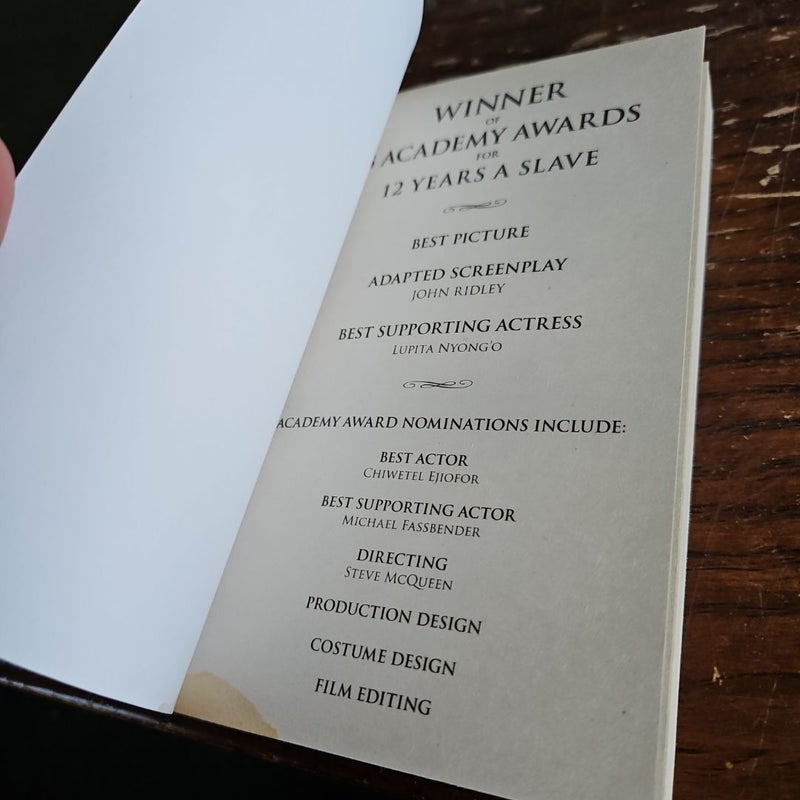 WINNER
OF
ACADEMY AWARDS
FOR
12 YEARS A SLAVE
BEST PICTURE
ADAPTED SCREENPLAY
JOHN RIDLEY
BEST SUPPORTING ACTRESS
LUPITA NYONG'O
ACADEMY AWARD NOMINATIONS INCLUDE:
BEST ACTOR
CHIWETEL EJIOFOR
BEST SUPPORTING ACTOR
MICHAEL FASSBENDER
DIRECTING
STEVE MCQUEEN
PRODUCTION DESIGN
COSTUME DESIGN
FILM EDITING